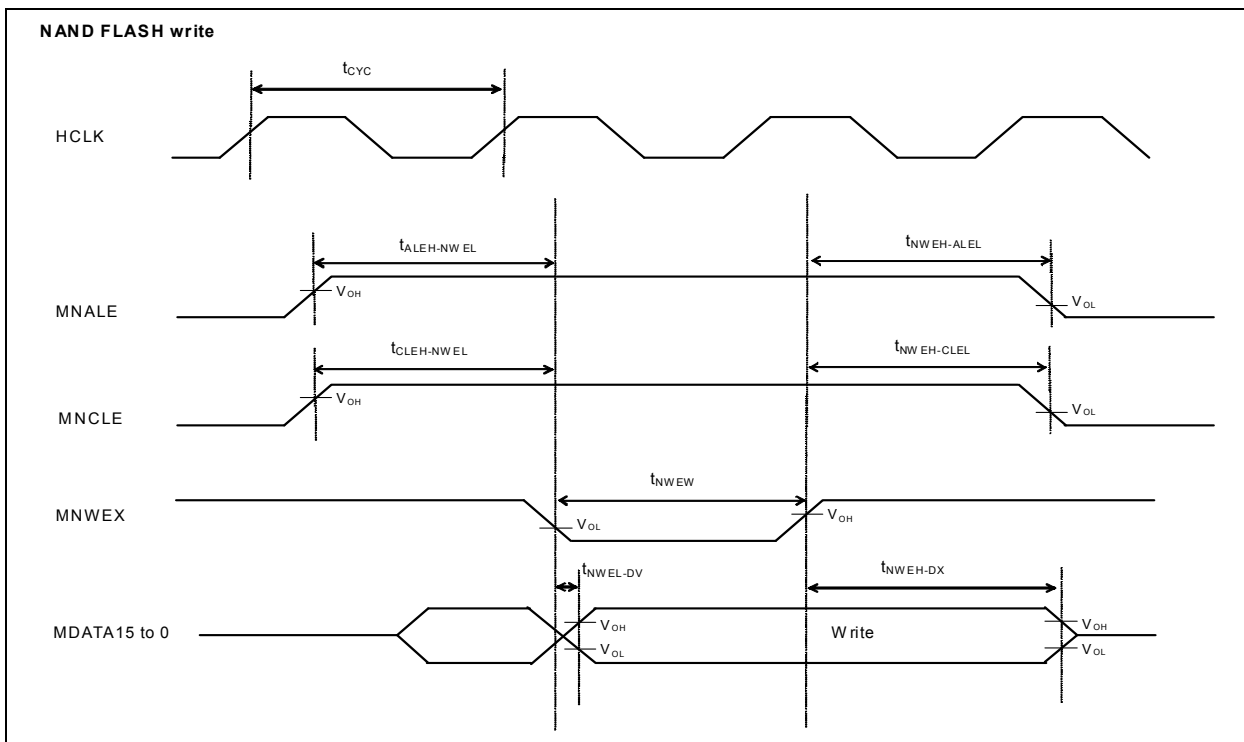 NAND FLASH write
tCYC
HCLK
tALEH-NWEL
tNWEH-ALEL
MNALE
VOH
VOL
tCLEH-NWEL
tNWEH-CLEL
MNCLE
VOH
VOL
tNWEW
MNWEX
VOL
VOH
tNWEL-DV
tNWEH-DX
MDATA15 to 0
VOH
VOL
Write
VOH
VOL